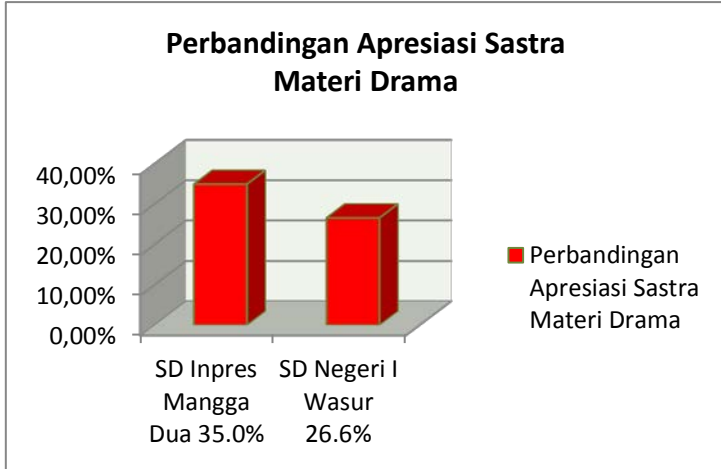 Perbandingan Apresiasi Sastra
Materi Drama
40,00%
30,00%
20,00%
10,00%
0,00%
SD Inpres
Mangga
Dua 35.0%
SD Negeri I
Wasur
26.6%
Perbandingan
Apresiasi Sastra
Materi Drama